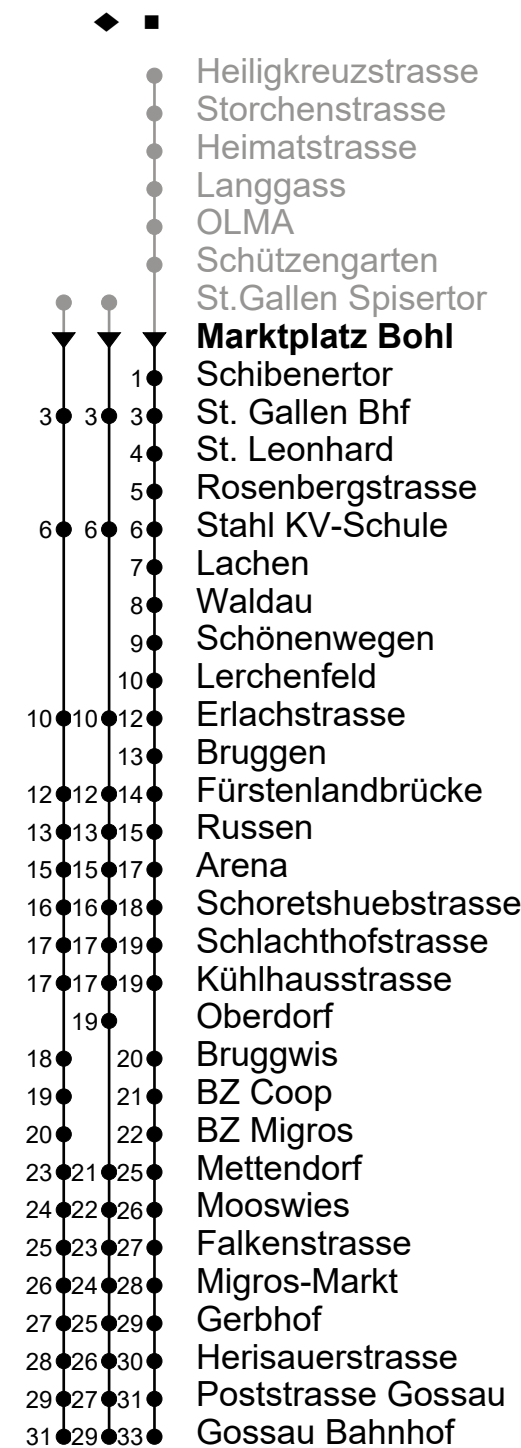 Heiligkreuzstrasse
Storchenstrasse
Heimatstrasse
Langgass
OLMA
Schützengarten
St.Gallen Spisertor
Marktplatz Bohl
1 Schibenertor
3 3 3 St. Gallen Bhf
4 St. Leonhard
5 Rosenbergstrasse
6 6 6 Stahl KV-Schule
7 Lachen
8 Waldau
9 Schönenwegen
10 Lerchenfeld
10 10 12 Erlachstrasse
13 Bruggen
12 12 14 Fürstenlandbrücke
13 13 15 Russen
15 15 17 Arena
16 16 18 Schoretshuebstrasse
17 17 19 Schlachthofstrasse
17 17 19 Kühlhausstrasse
19 Oberdorf
18 20 Bruggwis
19 21 BZ Coop
20 22 BZ Migros
23 21 25 Mettendorf
24 22 26 Mooswies
25 23 27 Falkenstrasse
26 24 28 Migros-Markt
27 25 29 Gerbhof
28 26 30 Herisauerstrasse
29 27 31 Poststrasse Gossau
31 29 33 Gossau Bahnhof